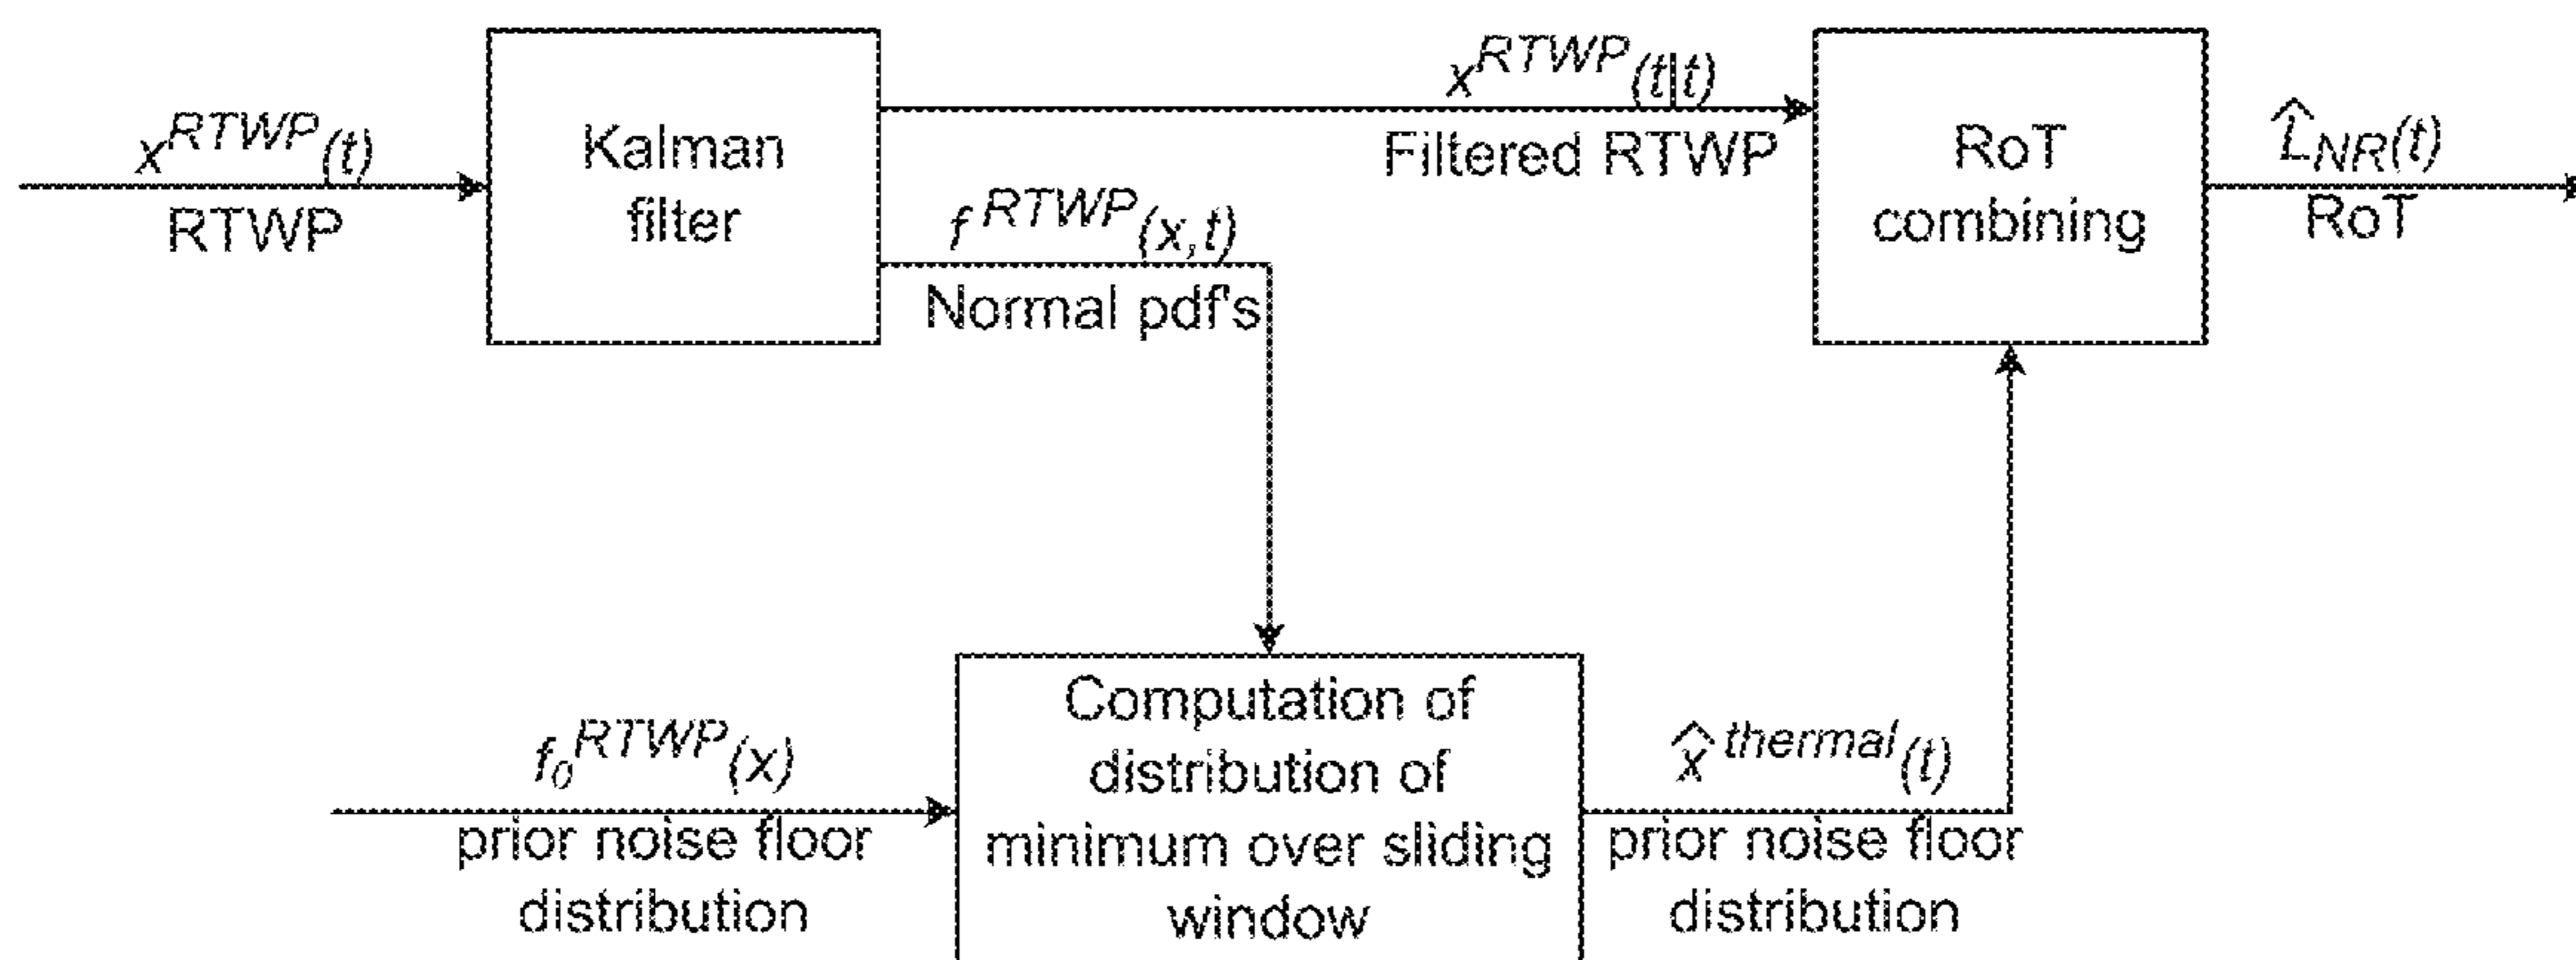 x^RTWP(t)
RTWP
Kalman
filter
x^RTWP(t|t)
Filtered RTWP
f^RTWP(x,t)
Normal pdf's
RoT
combining
L̂_NR(t)
RoT
f_0^RTWP(x)
prior noise floor
distribution
Computation of
distribution of
minimum over sliding
window
x̂^thermal(t)
prior noise floor
distribution